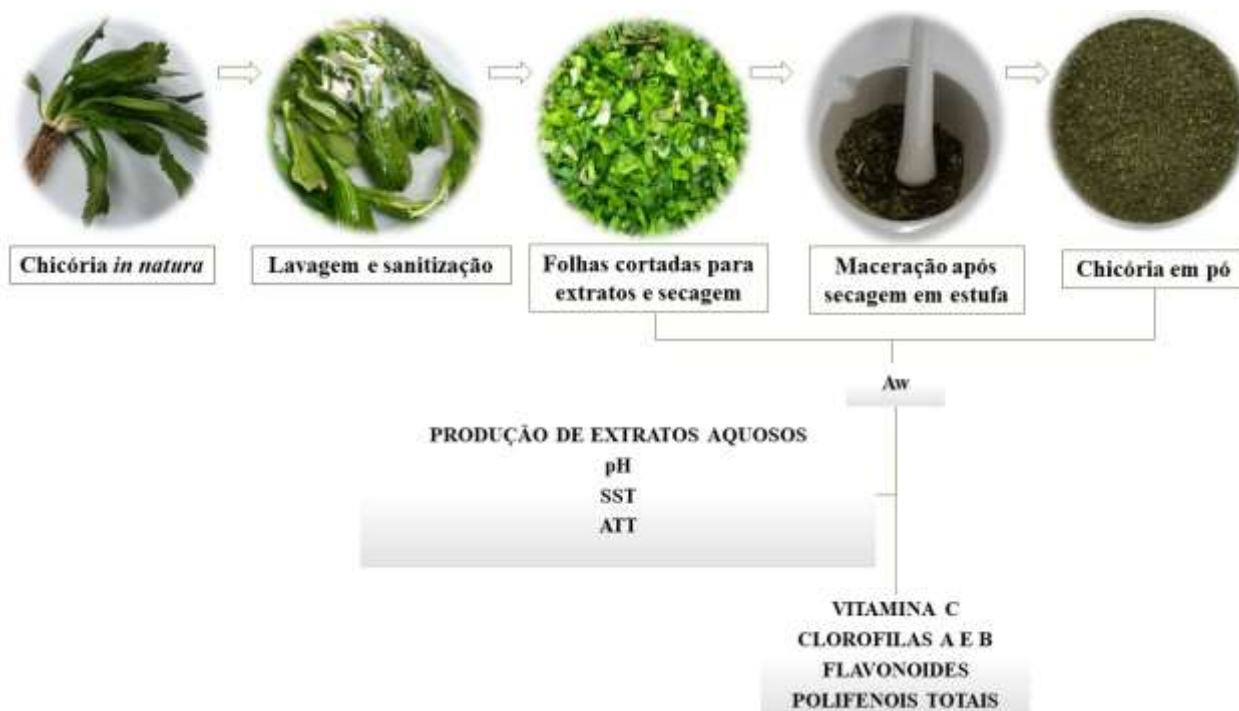 Chicória in natura
Lavagem e sanitização
Folhas cortadas para
extratos e secagem
Maceração após
secagem em estufa
Chicória em pó
Aw
PRODUÇÃO DE EXTRATOS AQUOSOS
pH
SST
ATT
VITAMINA C
CLOROFILAS A E B
FLAVONOIDES
POLIFENOIS TOTAIS